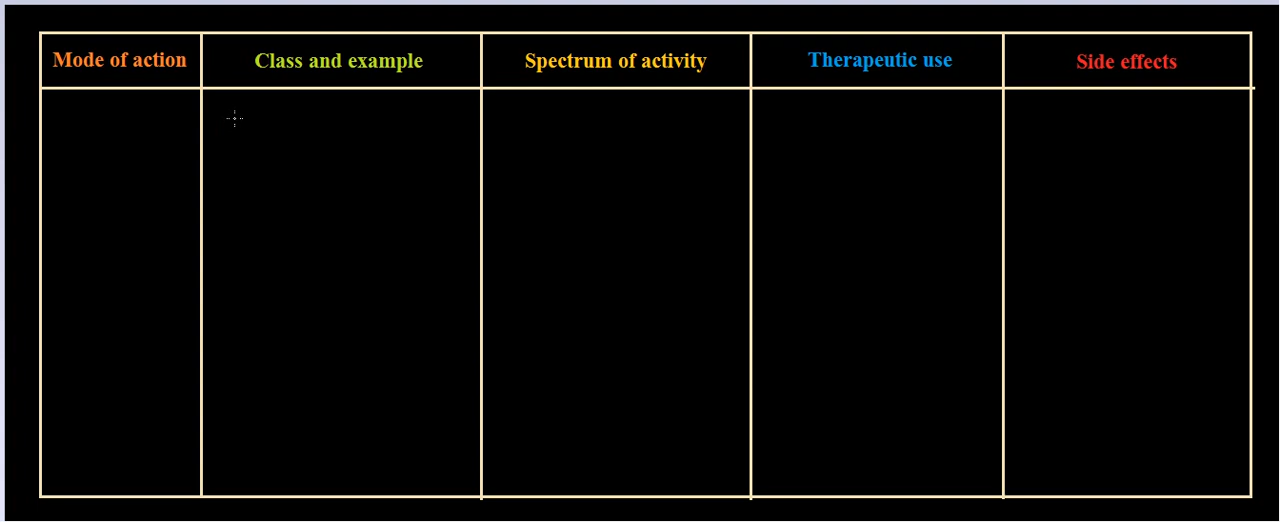 Mode of action
Class and example
Spectrum of activity
Therapeutic use
Side effects